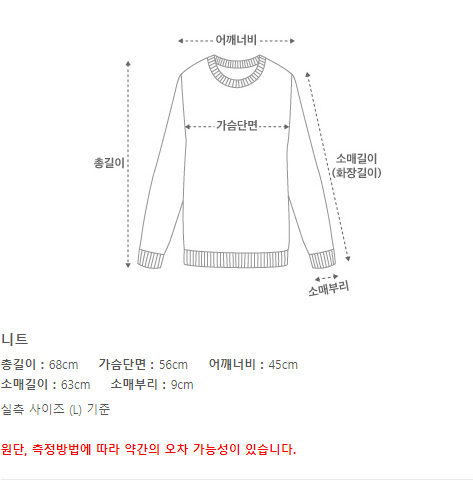 어깨너비
가슴단면
총길이
소매길이
(화장길이)
소매부리
니트
총길이 : 68cm 가슴단면 : 56cm 어깨너비 : 45cm
소매길이 : 63cm 소매부리 : 9cm
실측 사이즈 (L) 기준
원단, 측정방법에 따라 약간의 오차 가능성이 있습니다.